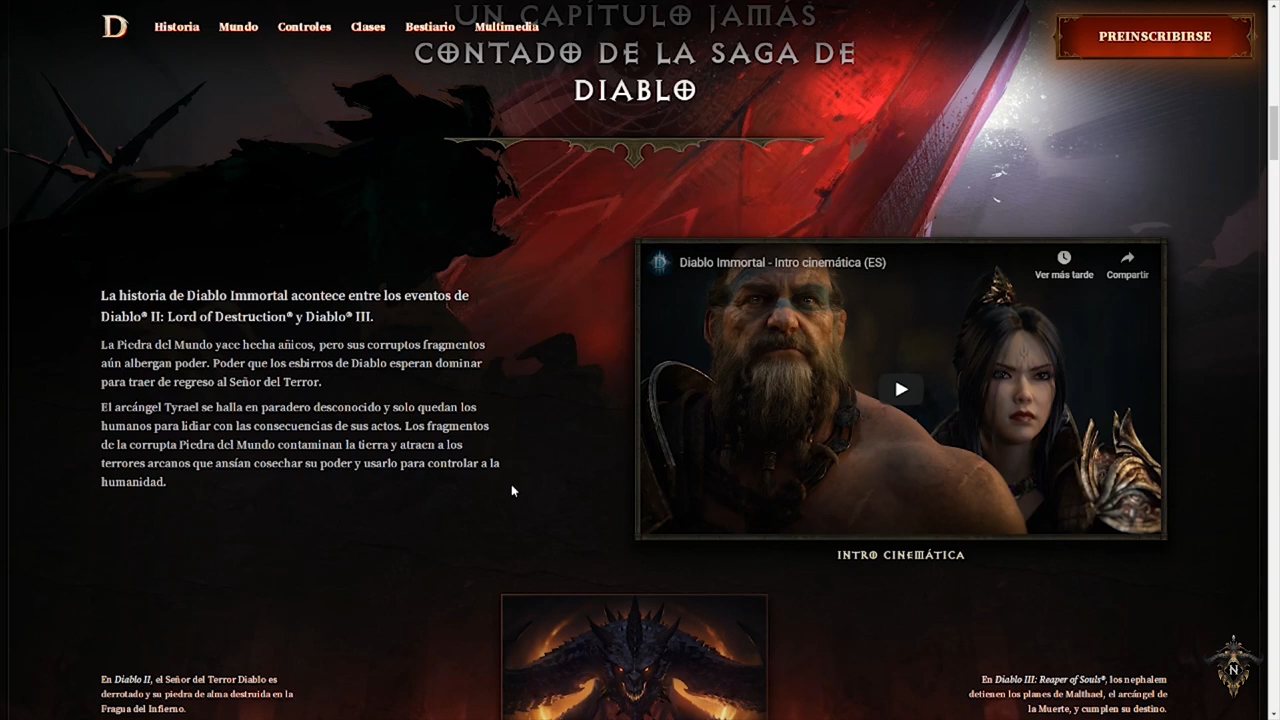 UN CAPÍTULO JAMÁS
Historia Mundo Controles Clases Bestiario Multimedia
PREINSCRIBIRSE
CONTADO DE LA SAGA DE
DIABLO
Diablo Immortal - Intro cinemática (ES)
Ver más tarde
Compartir
La historia de Diablo Immortal acontece entre los eventos de
Diablo® II: Lord of Destruction® y Diablo® III.
La Piedra del Mundo yace hecha añicos, pero sus corruptos fragmentos
aún albergan poder. Poder que los esbirros de Diablo esperan dominar
para traer de regreso al Señor del Terror.
El arcángel Tyrael se halla en paradero desconocido y solo quedan los
humanos para lidiar con las consecuencias de sus actos. Los fragmentos
de la corrupta Piedra del Mundo contaminan la tierra y atraen a los
terrores arcanos que ansían cosechar su poder y usarlo para controlar a la
humanidad.
INTRO CINEMÁTICA
En Diablo II, el Señor del Terror Diablo es
derrotado y su piedra de alma destruida en la
Fragua del Infierno.
En Diablo III: Reaper of Souls®, los nephalem
detienen los planes de Malthael, el arcángel de
la Muerte, y cumplen su destino.
N